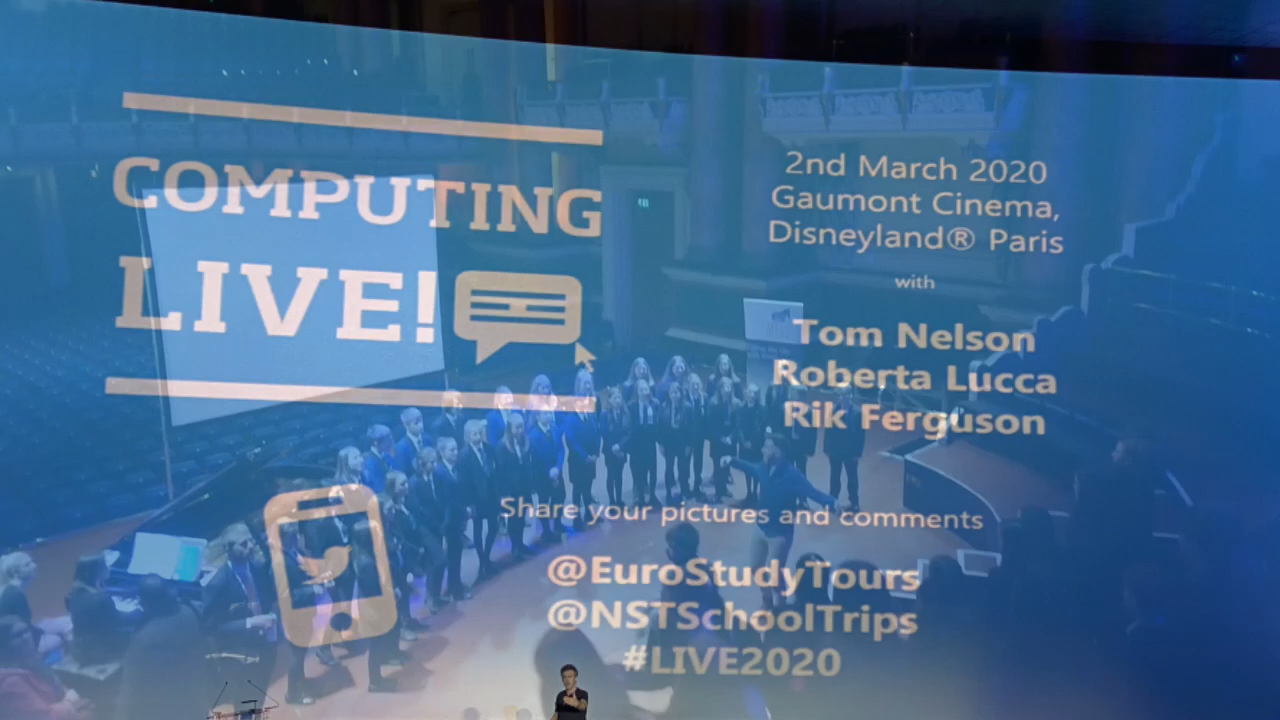 COMPUTING
LIVE!
2nd March 2020
Gaumont Cinema,
Disneyland® Paris
with
Tom Nelson
Roberta Lucca
Rik Ferguson
Share your pictures and comments
@EuroStudyTours
@NSTSchoolTrips
#LIVE2020